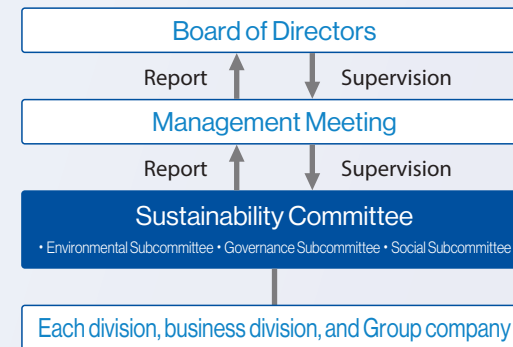 Board of Directors
Report Supervision
Management Meeting
Report Supervision
Sustainability Committee
• Environmental Subcommittee • Governance Subcommittee • Social Subcommittee
Each division, business division, and Group company